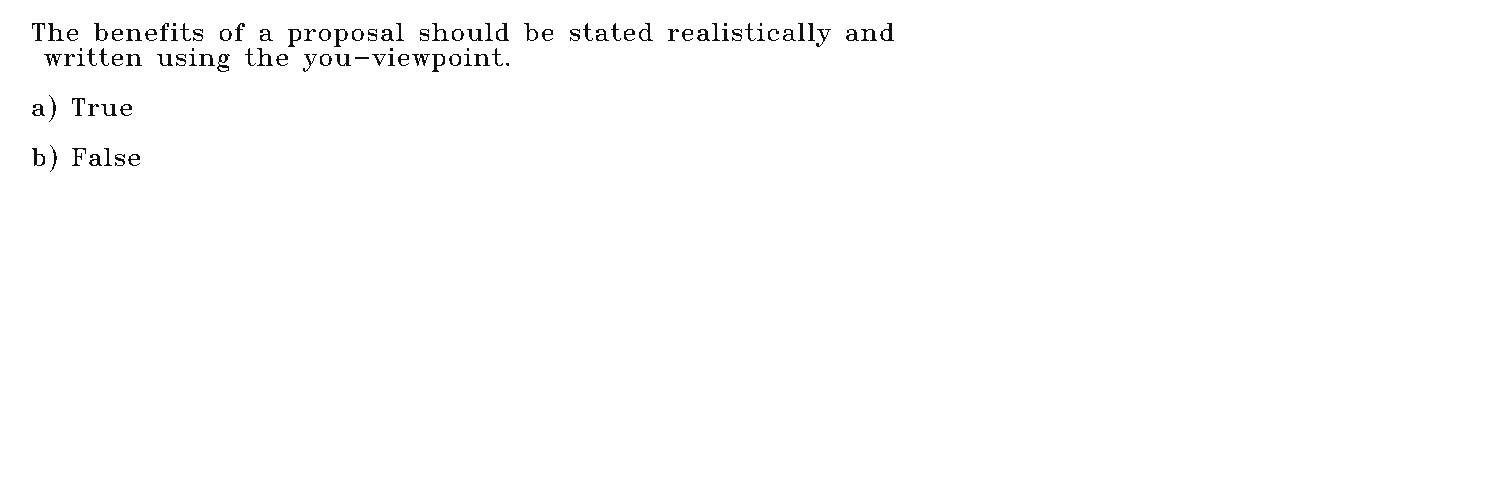 The benefits of a proposal should be stated realistically and
written using the you-viewpoint.
a) True
b) False